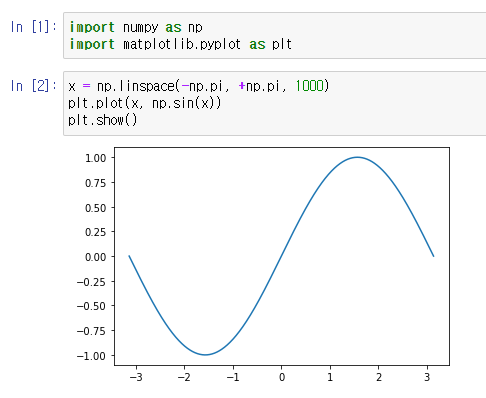 In [1]: import numpy as np
import matplotlib.pyplot as plt
In [2]: x = np.linspace(-np.pi, +np.pi, 1000)
plt.plot(x, np.sin(x))
plt.show()
1.00
0.75
0.50
0.25
0.00
−0.25
−0.50
−0.75
−1.00
−3 −2 −1 0 1 2 3